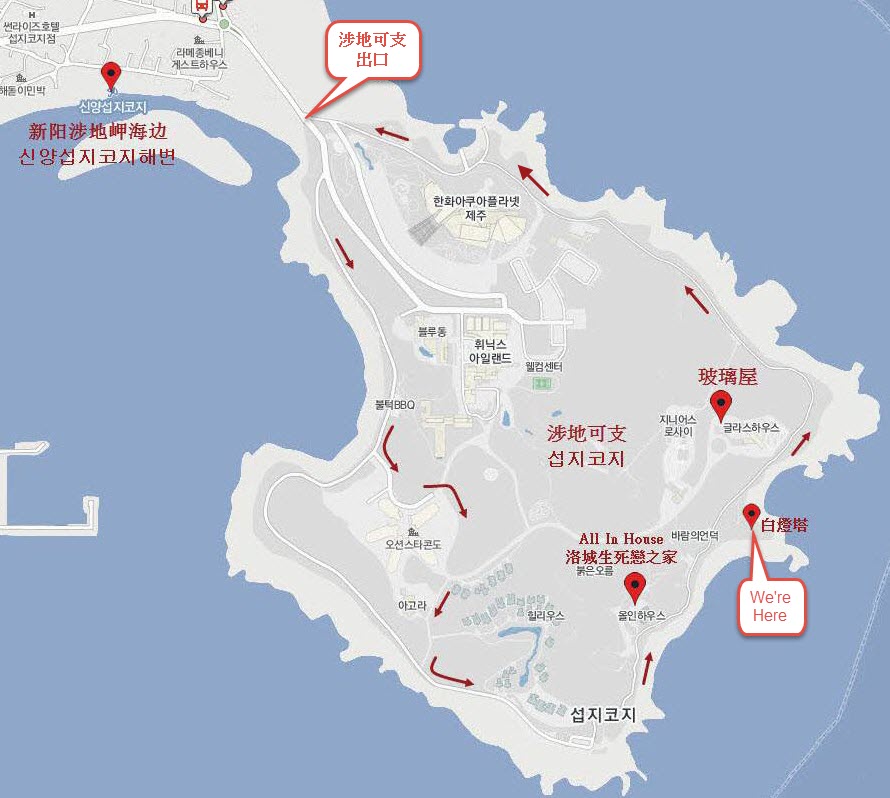 썬라이즈호텔
섭지코지점
라메종베니
게스트하우스
해돋이민박
신양섭지코지
新阳涉地岬海边
신양섭지코지해변
涉地可支
出口
한화아쿠아플라넷
제주
블루동
휘닉스
아일랜드
웰컴센터
불턱BBQ
玻璃屋
지니어스
로사이
글라스하우스
涉地可支
섭지코지
白燈塔
바람의언덕
All In House
洛城生死戀之家
붉은오름
올인하우스
We're
Here
오션스타콘도
아고라
힐리우스
섭지코지